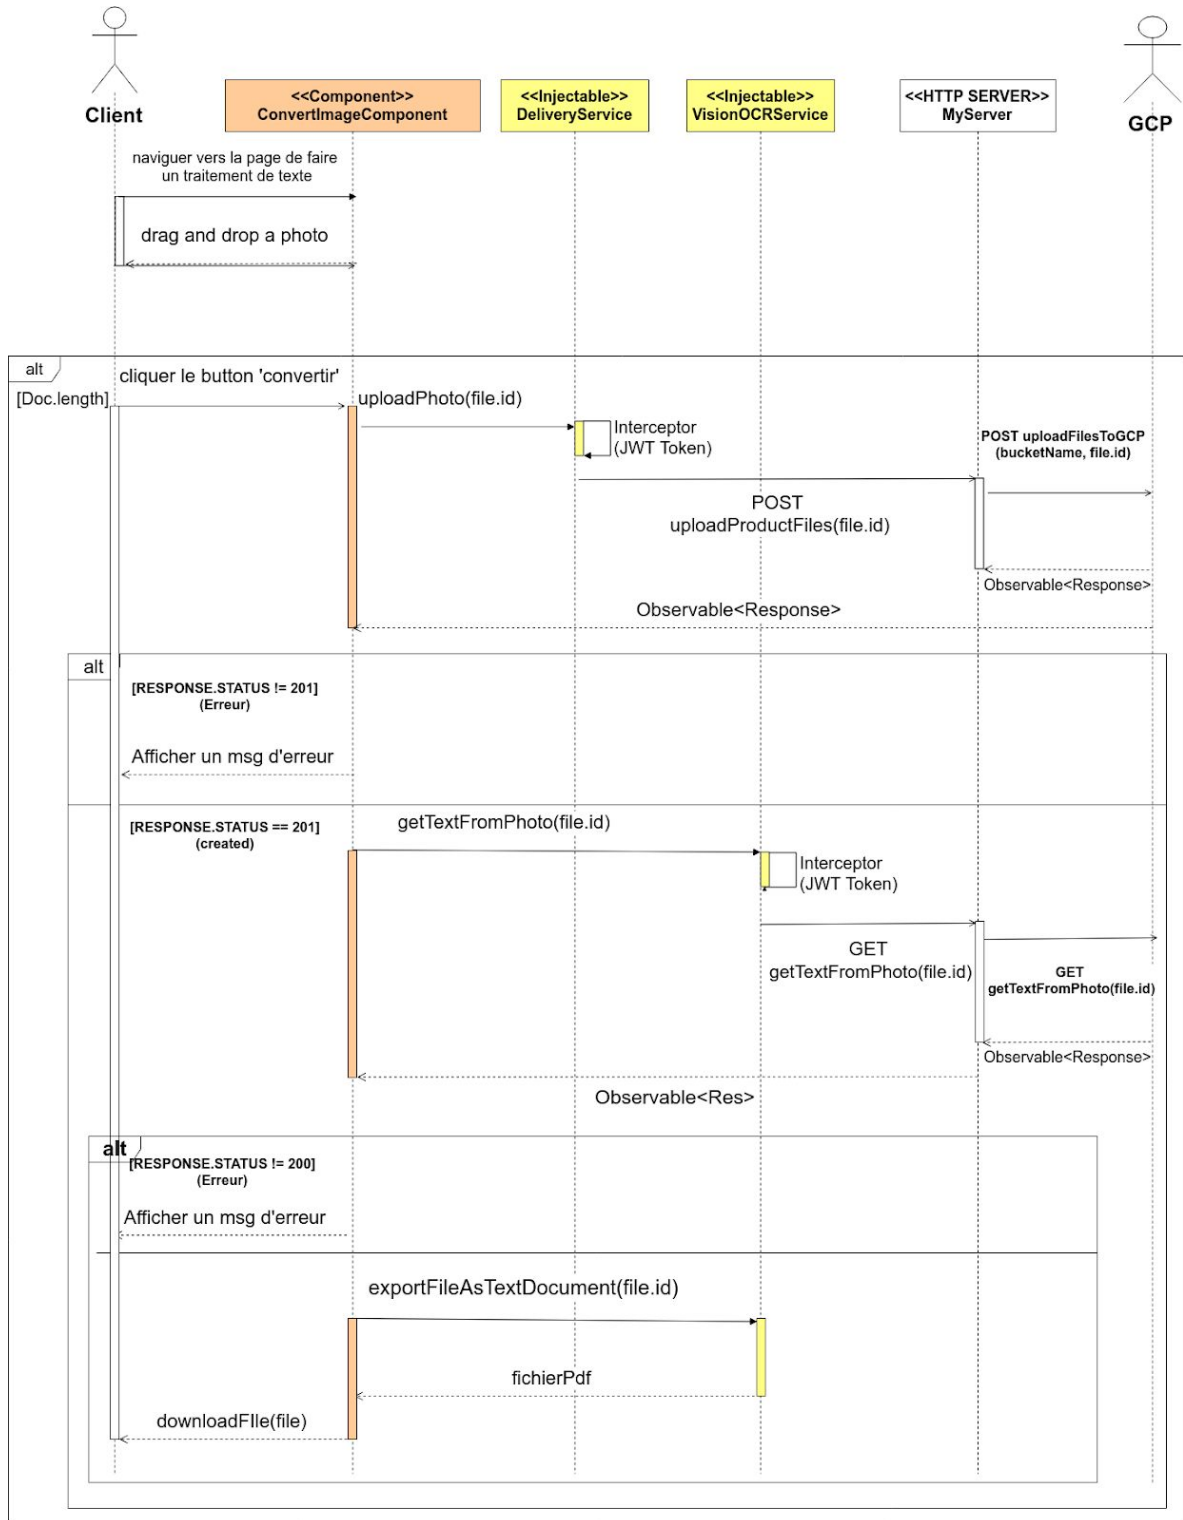 Client
<<Component>>
ConvertImageComponent
<<Injectable>>
DeliveryService
<<Injectable>>
VisionOCRService
<<HTTP SERVER>>
MyServer
GCP
naviguer vers la page de faire
un traitement de texte
drag and drop a photo
alt
cliquer le button 'convertir'
[Doc.length]
uploadPhoto(file.id)
Interceptor
(JWT Token)
POST uploadFilesToGCP
(bucketName, file.id)
POST
uploadProductFiles(file.id)
Observable<Response>
Observable<Response>
alt
[RESPONSE.STATUS != 201]
(Erreur)
Afficher un msg d'erreur
[RESPONSE.STATUS == 201]
(created)
getTextFromPhoto(file.id)
Interceptor
(JWT Token)
GET
getTextFromPhoto(file.id)
GET
getTextFromPhoto(file.id)
Observable<Response>
Observable<Res>
alt
[RESPONSE.STATUS != 200]
(Erreur)
Afficher un msg d'erreur
exportFileAsTextDocument(file.id)
fichierPdf
downloadFIle(file)